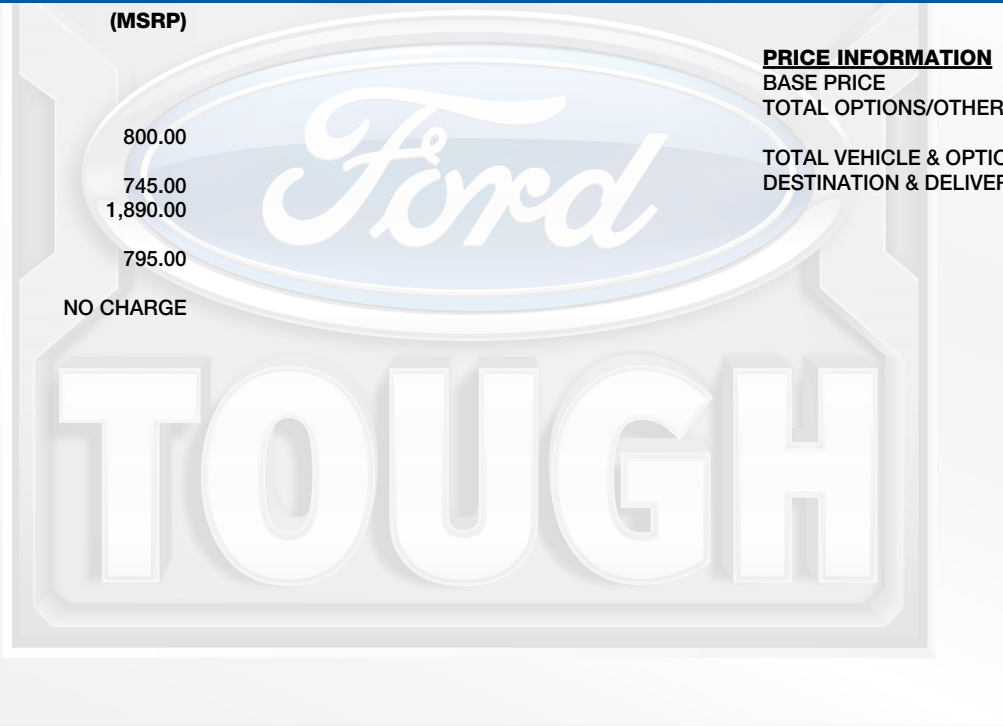 (MSRP)
800.00
745.00
1,890.00
795.00
NO CHARGE
PRICE INFORMATION
BASE PRICE
TOTAL OPTIONS/OTHER
TOTAL VEHICLE & OPTIO
DESTINATION & DELIVER
Ford
TOUGH